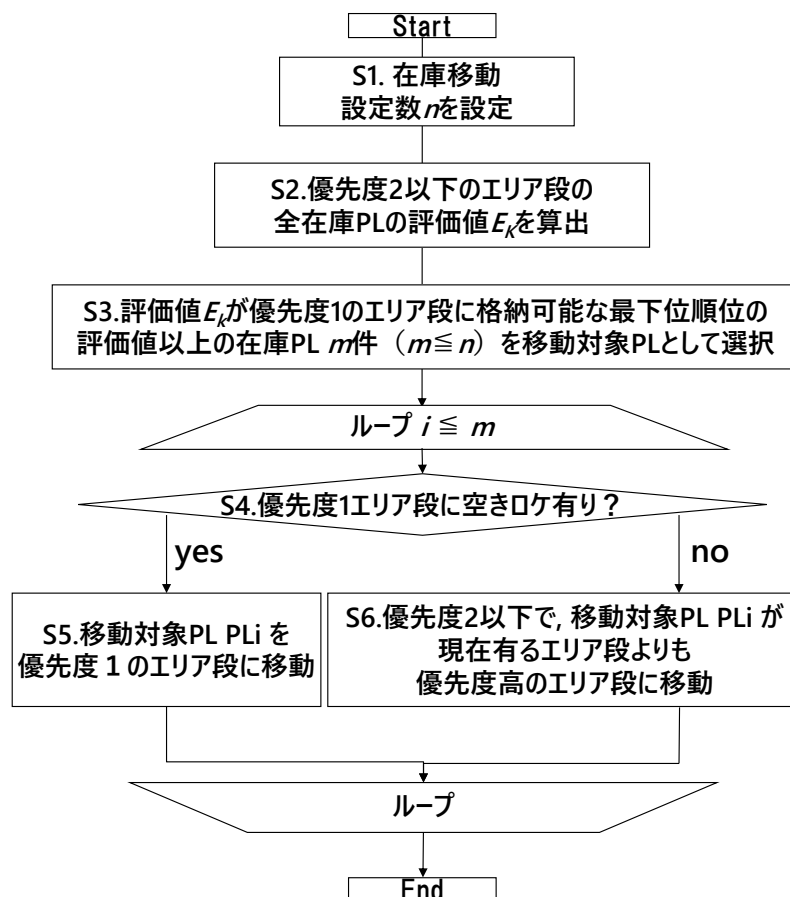 Start
S1. 在庫移動
設定数nを設定
S2.優先度2以下のエリア段の
全在庫PLの評価値EKを算出
S3.評価値Ekが優先度1のエリア段に格納可能な最下位順位の
評価値以上の在庫PL m件（m≦n）を移動対象PLとして選択
ループ i ≦ m
S4.優先度1エリア段に空きロケ有り？
yes
no
S5.移動対象PL PLi を
優先度１のエリア段に移動
S6.優先度2以下で, 移動対象PL PLi が
現在有るエリア段よりも
優先度高のエリア段に移動
ループ
End